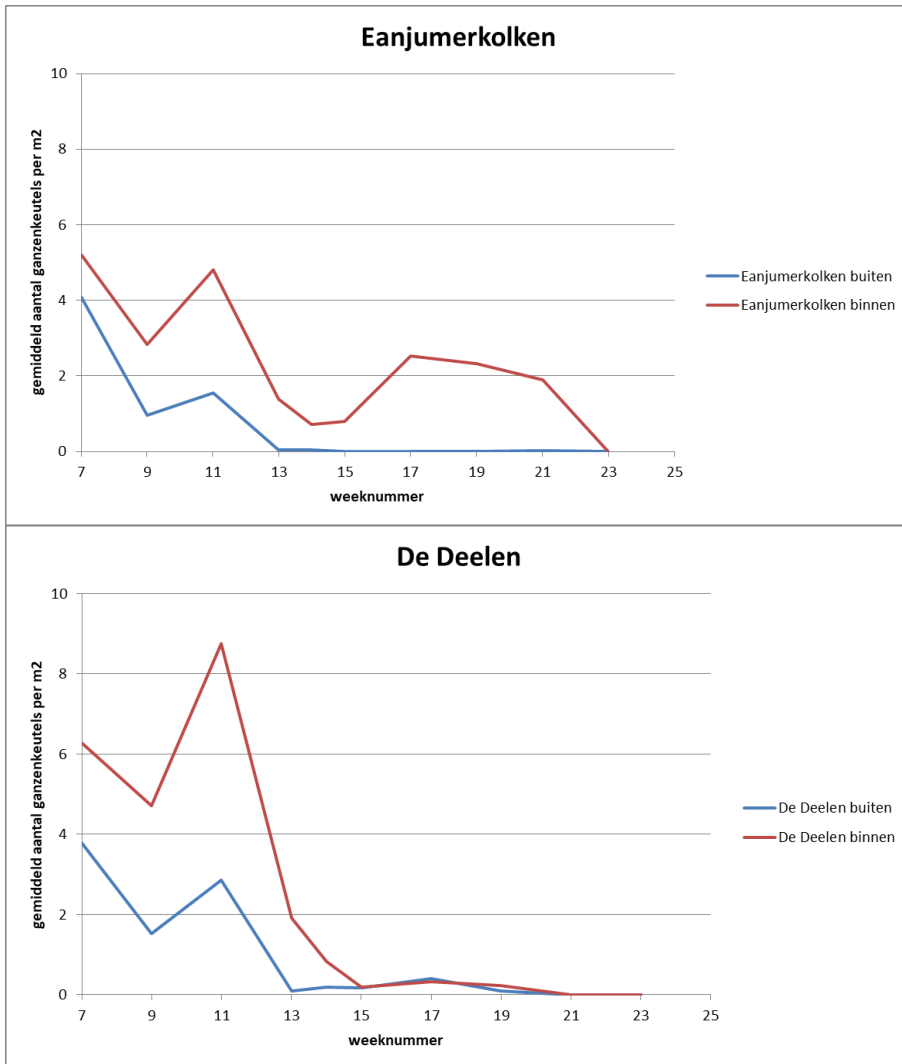 Eanjumerkolken
gemiddeld aantal ganzenkeutels per m2
10
8
6
4
2
0
7 9 11 13 15 17 19 21 23 25
weeknummer
Eanjumerkolken buiten
Eanjumerkolken binnen
De Deelen
gemiddeld aantal ganzenkeutels per m2
10
8
6
4
2
0
7 9 11 13 15 17 19 21 23 25
weeknummer
De Deelen buiten
De Deelen binnen